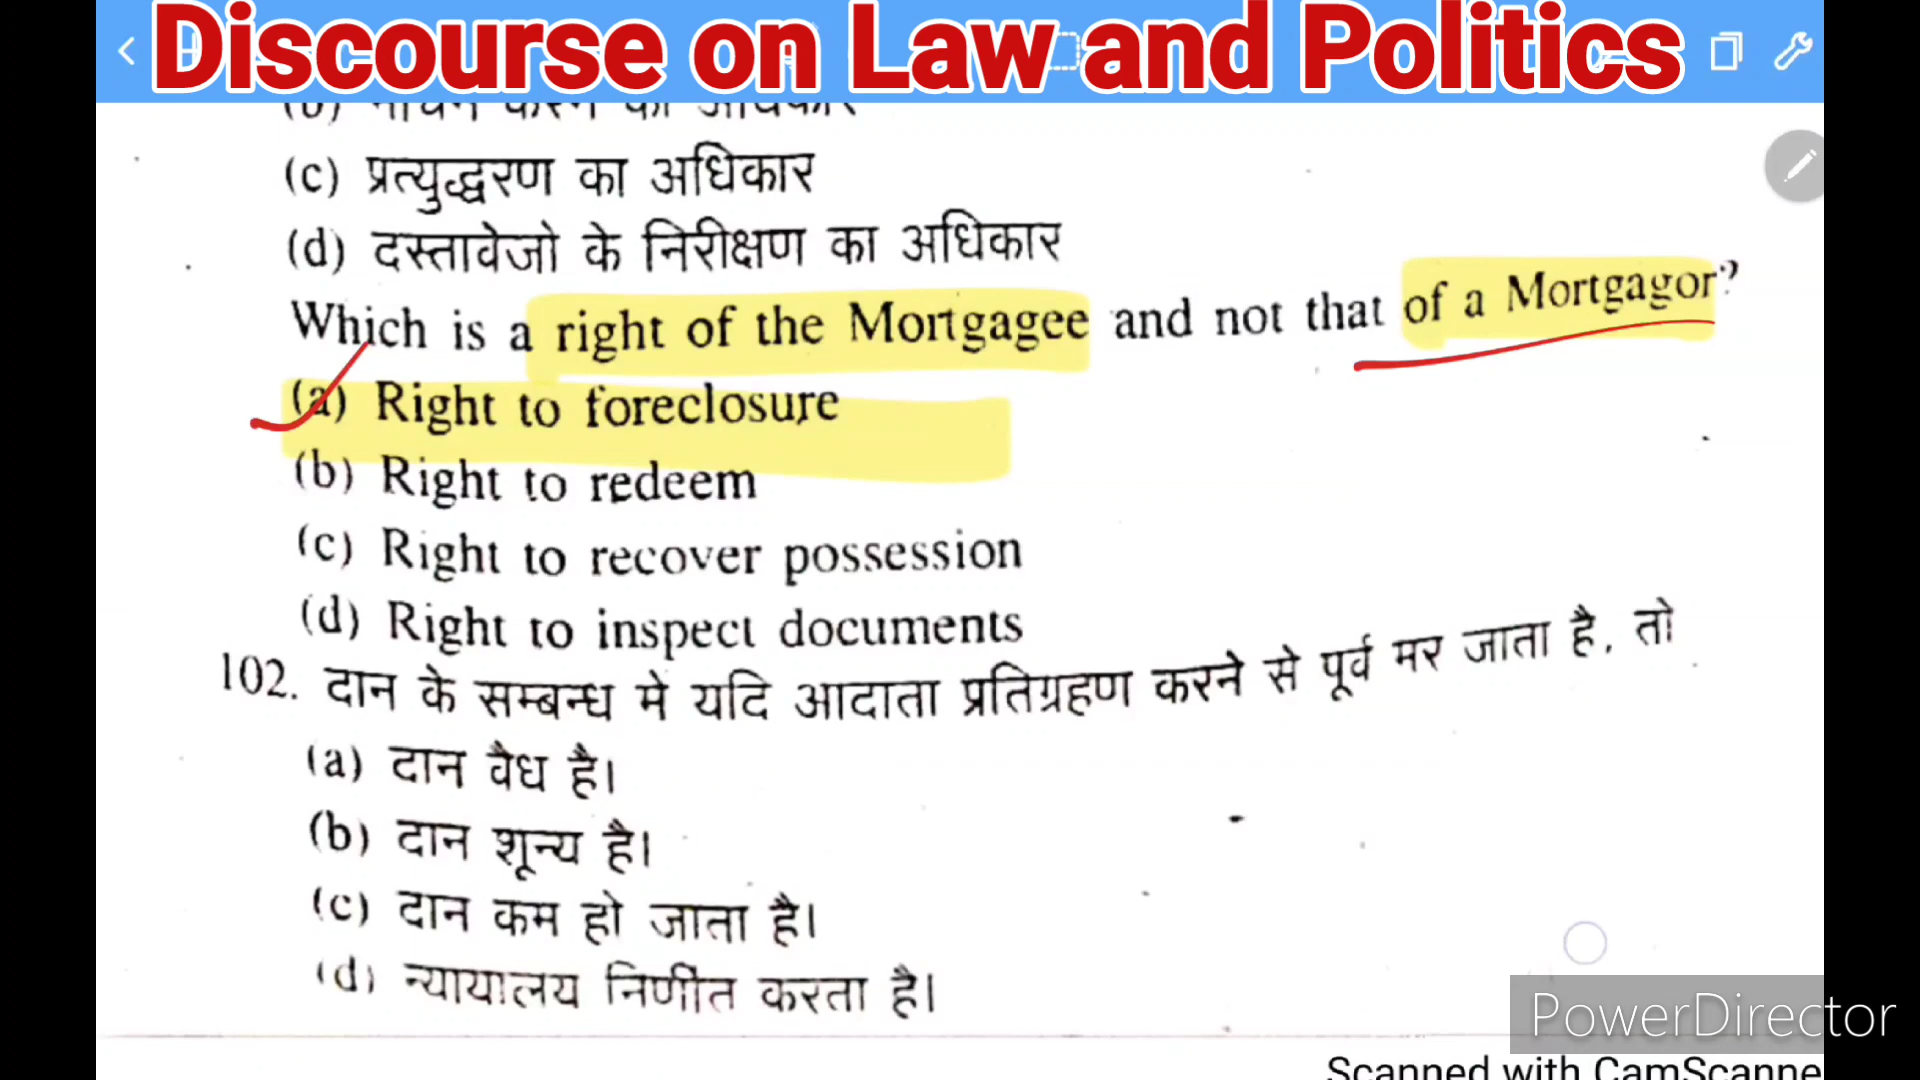 Discourse on Law and Politics
(c) प्रत्युद्धरण का अधिकार
(d) दस्तावेजो के निरीक्षण का अधिकार
Which is a right of the Mortgagee and not that of a Mortgagor?
(a) Right to foreclosure
(b) Right to redeem
(c) Right to recover possession
(d) Right to inspect documents
102. दान के सम्बन्ध मे यदि आदाता प्रतिग्रहण करने से पूर्व मर जाता है, तो
(a) दान वैध है।
(b) दान शून्य है।
(c) दान कम हो जाता है।
(d) न्यायालय निर्णीत करता है।
PowerDirector
Scanned with CamScanne